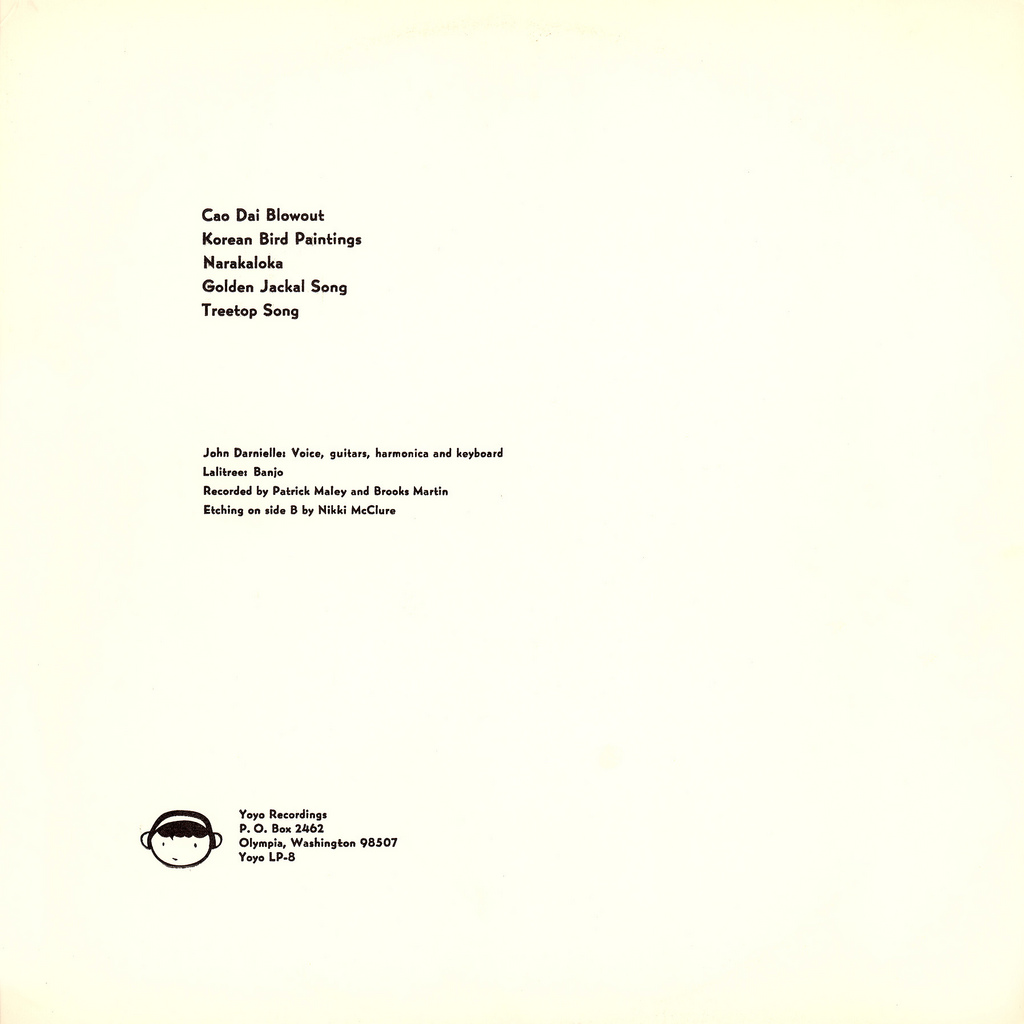 Cao Dai Blowout
Korean Bird Paintings
Narakaloka
Golden Jackal Song
Treetop Song
John Darnielle: Voice, guitars, harmonica and keyboard
Lalitree: Banjo
Recorded by Patrick Maley and Brooks Martin
Etching on side B by Nikki McClure
Yoyo Recordings
P. O. Box 2462
Olympia, Washington 98507
Yoyo LP-8